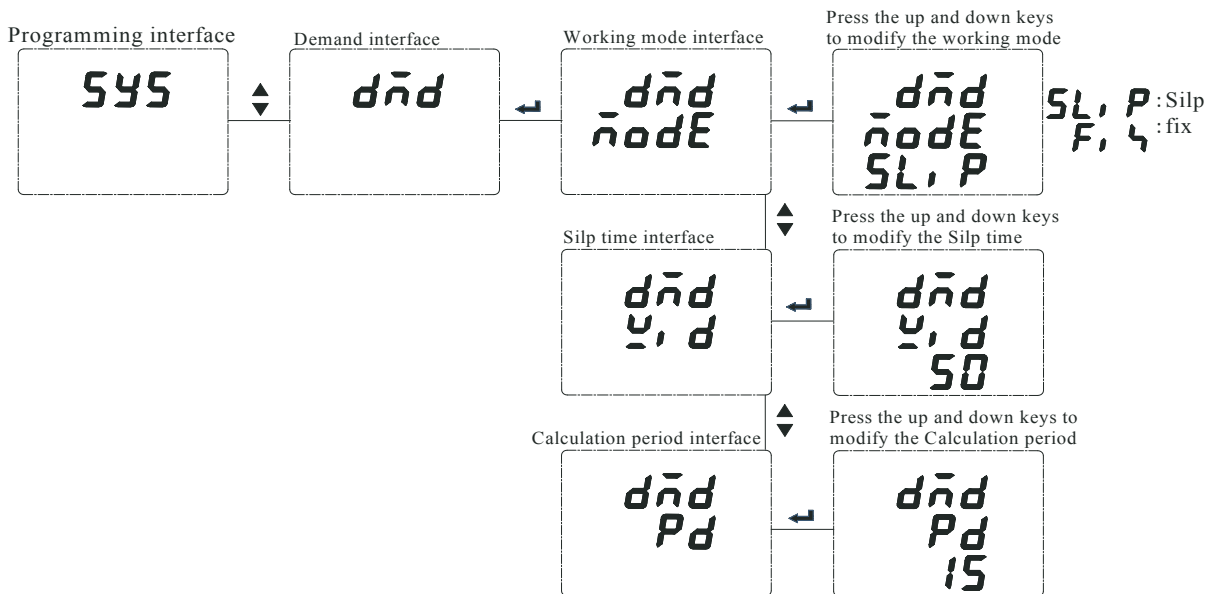 Programming interface
SYS
Demand interface
dnd
Working mode interface
dnd
nodE
Press the up and down keys
to modify the working mode
dnd
nodE
SLiP
SLiP :Silp
:fix
Silp time interface
dnd
Press the up and down keys
to modify the Silp time
dnd
50
Calculation period interface
dnd
Pd
Press the up and down keys to
modify the Calculation period
dnd
Pd
15